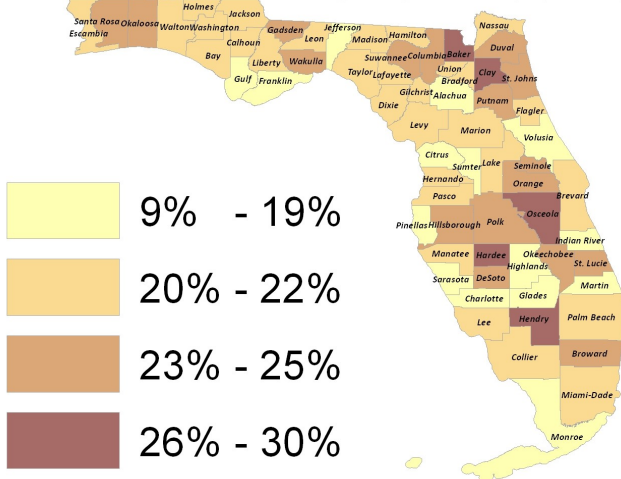 Holmes
Jackson
Santa Rosa Okaloosa Walton Washington
Escambia
Calhoun
Bay
Gadsden
Leon
Liberty
Wakulla
Gulf
Franklin
Jefferson
Madison
Hamilton
Taylor
Suwannee
Columbia
Lafayette
Dixie
Gilchrist
Baker
Nassau
Duval
Union
Bradford
Clay
St. Johns
Alachua
Putnam
Flagler
Levy
Marion
Volusia
Citrus
Sumter
Lake
Seminole
Hernando
Orange
Pasco
Brevard
Pinellas
Hillsborough
Polk
Osceola
Indian River
Manatee
Hardee
Okeechobee
Highlands
St. Lucie
Sarasota
DeSoto
Martin
Charlotte
Glades
Lee
Hendry
Palm Beach
Collier
Broward
Miami-Dade
Monroe
9% - 19%
20% - 22%
23% - 25%
26% - 30%